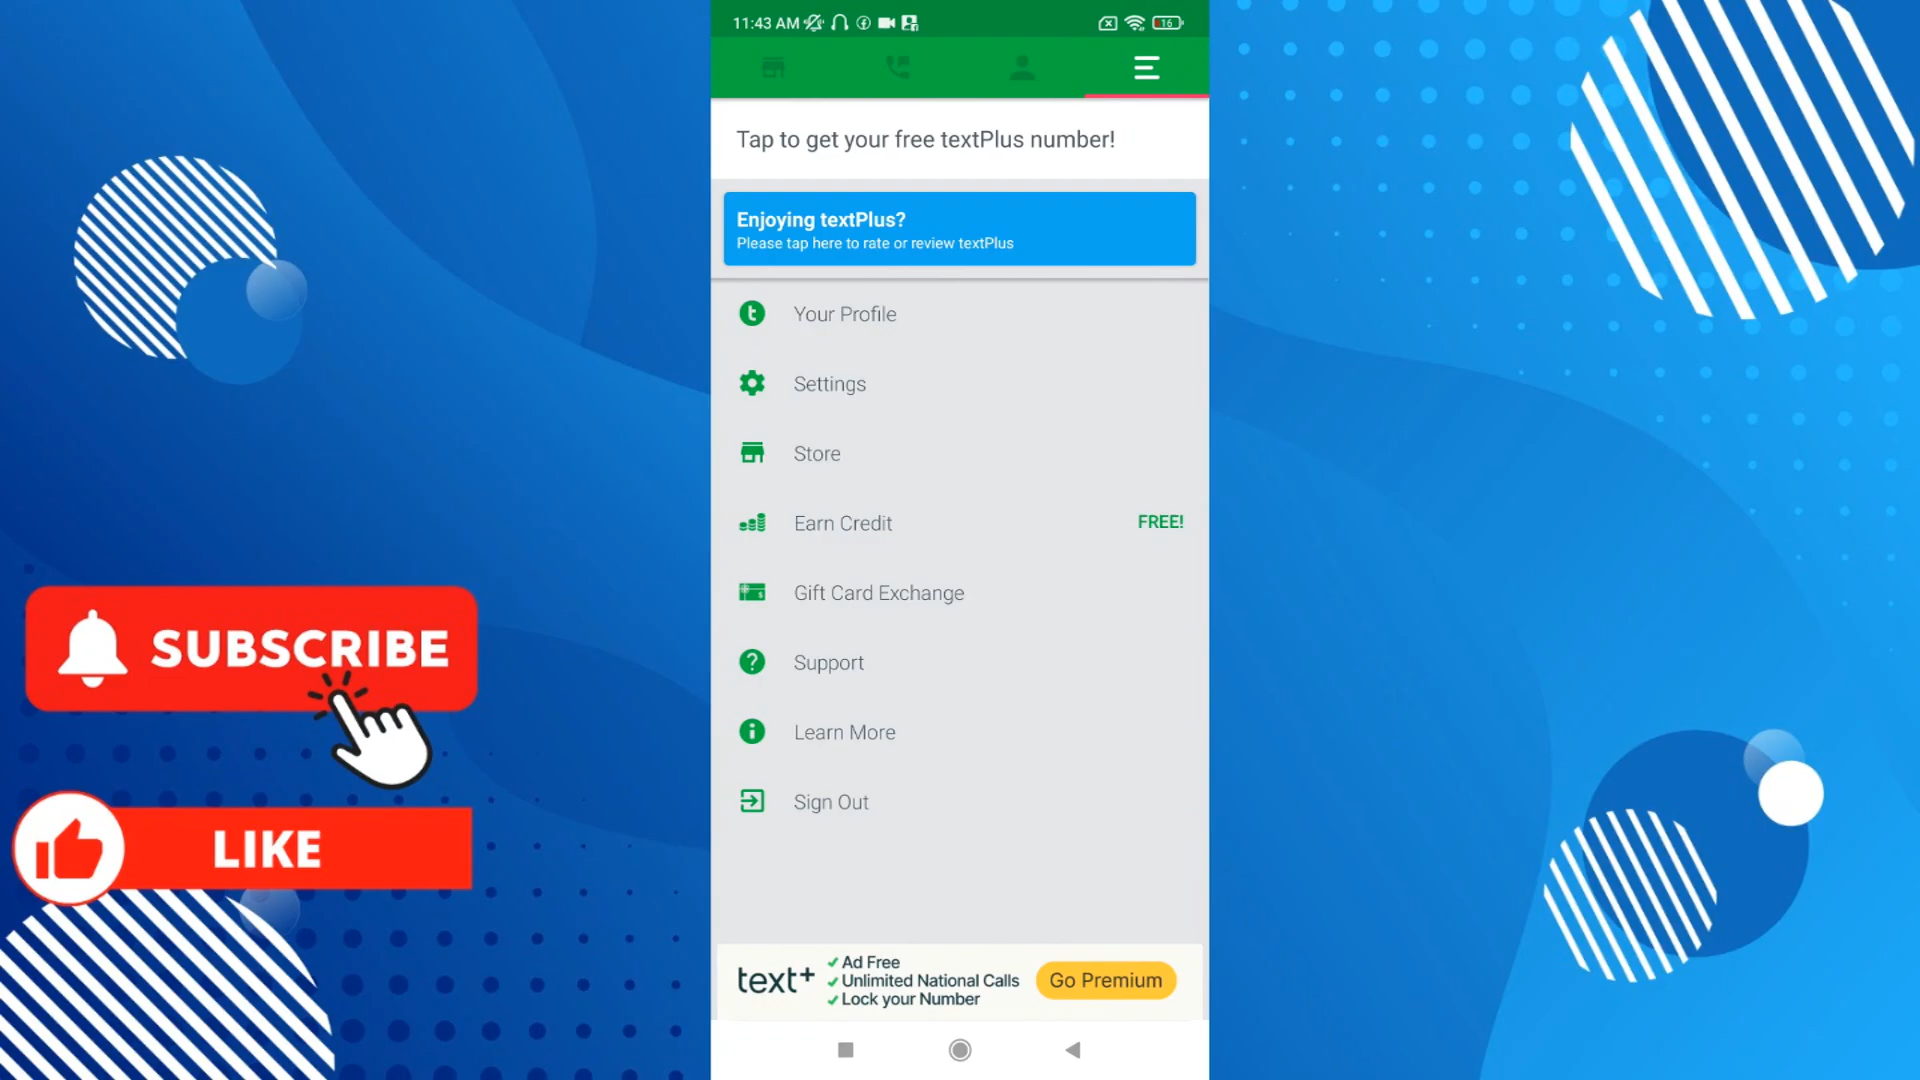 11:43 AM
16
Tap to get your free textPlus number!
Enjoying textPlus?
Please tap here to rate or review textPlus
Your Profile
Settings
Store
Earn Credit FREE!
Gift Card Exchange
Support
Learn More
Sign Out
SUBSCRIBE
LIKE
text+
Ad Free
Unlimited National Calls
Lock your Number
Go Premium